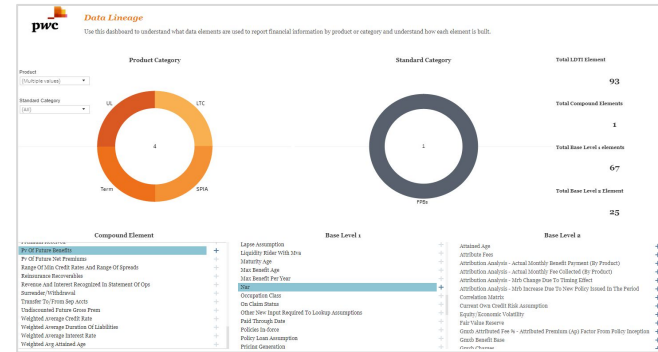 pwc
Data Lineage
Use this dashboard to understand what data elements are used to report financial information by product or category and understand how each element is built.
Product Category
Standard Category
Total LDTI Element
93
Product
(Multiple values)
Standard Category
(All)
UL
LTC
4
Term
SPIA
1
FPBs
Total Compound Elements
1
Total Base Level 1 elements
67
Total Base Level 2 Element
25
Compound Element
Pv Of Future Benefits
Pv Of Future Net Premiums
Range Of Min Credit Rates And Range Of Spreads
Reinsurance Recoverables
Revenue And Interest Recognized In Statement Of Ops
Surrender/Withdrawal
Transfer To/From Sep Accts
Undiscounted Future Gross Prem
Weighted Average Credit Rate
Weighted Average Duration Of Liabilities
Weighted Average Interest Rate
Weighted Avg Attained Age
Base Level 1
Lapse Assumption
Liquidity Rider With Mva
Maturity Age
Max Benefit Age
Max Benefit Per Year
Nar
Occupation Class
On Claim Status
Other New Input Required To Lookup Assumptions
Paid Through Date
Policies In-force
Policy Loan Assumption
Pricing Generation
Base Level 2
Attained Age
Attribute Fees
Attribution Analysis - Actual Monthly Benefit Payment (By Product)
Attribution Analysis - Actual Monthly Fee Collected (By Product)
Attribution Analysis - Mrb Change Due To Timing Effect
Attribution Analysis - Mrb Increase Due To New Policy Issued In The Period
Correlation Matrix
Current Own Credit Risk Assumption
Equity/Economic Volatility
Fair Value Reserve
Gmxb Attributed Fee % - Attributed Premium (Ap) Factor From Policy Inception
Gmxb Benefit Base
Gmxb Charges